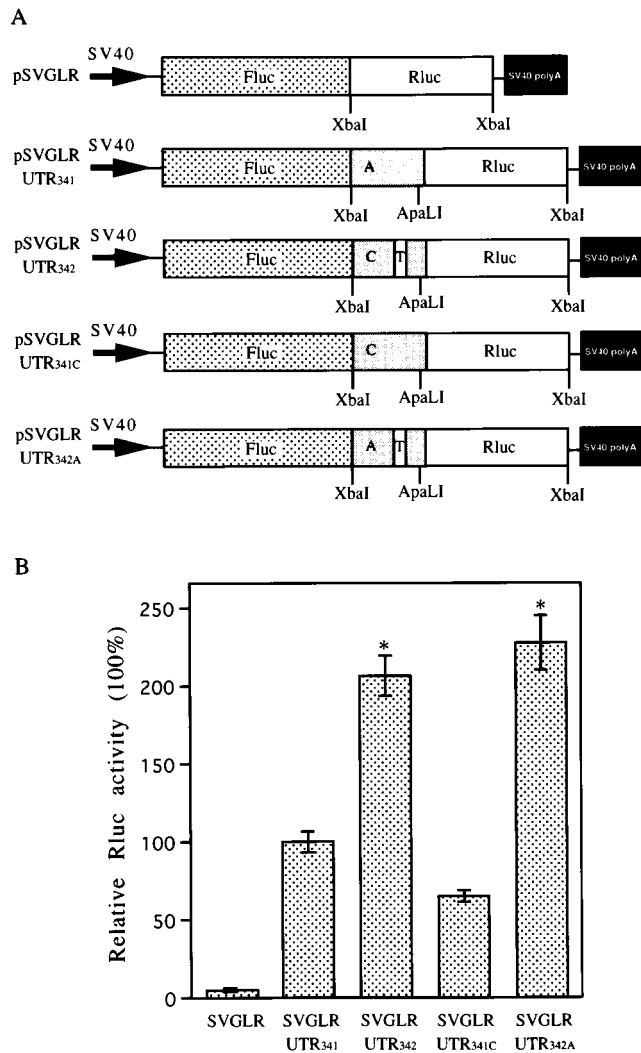 A
pSVGLR
SV40
Fluc
Rluc
SV40 polyA
XbaI
XbaI
pSVGLR
UTR341
SV40
Fluc
A
Rluc
SV40 polyA
XbaI
ApaLI
XbaI
pSVGLR
UTR342
SV40
Fluc
C
T
Rluc
SV40 polyA
XbaI
ApaLI
XbaI
pSVGLR
UTR341C
SV40
Fluc
C
Rluc
SV40 polyA
XbaI
ApaLI
XbaI
pSVGLR
UTR342A
SV40
Fluc
A
T
Rluc
SV40 polyA
XbaI
ApaLI
XbaI
B
Relative Rluc activity (100%)
250
200
150
100
50
0
*
*
SVGLR
SVGLR
UTR341
SVGLR
UTR342
SVGLR
UTR341C
SVGLR
UTR342A